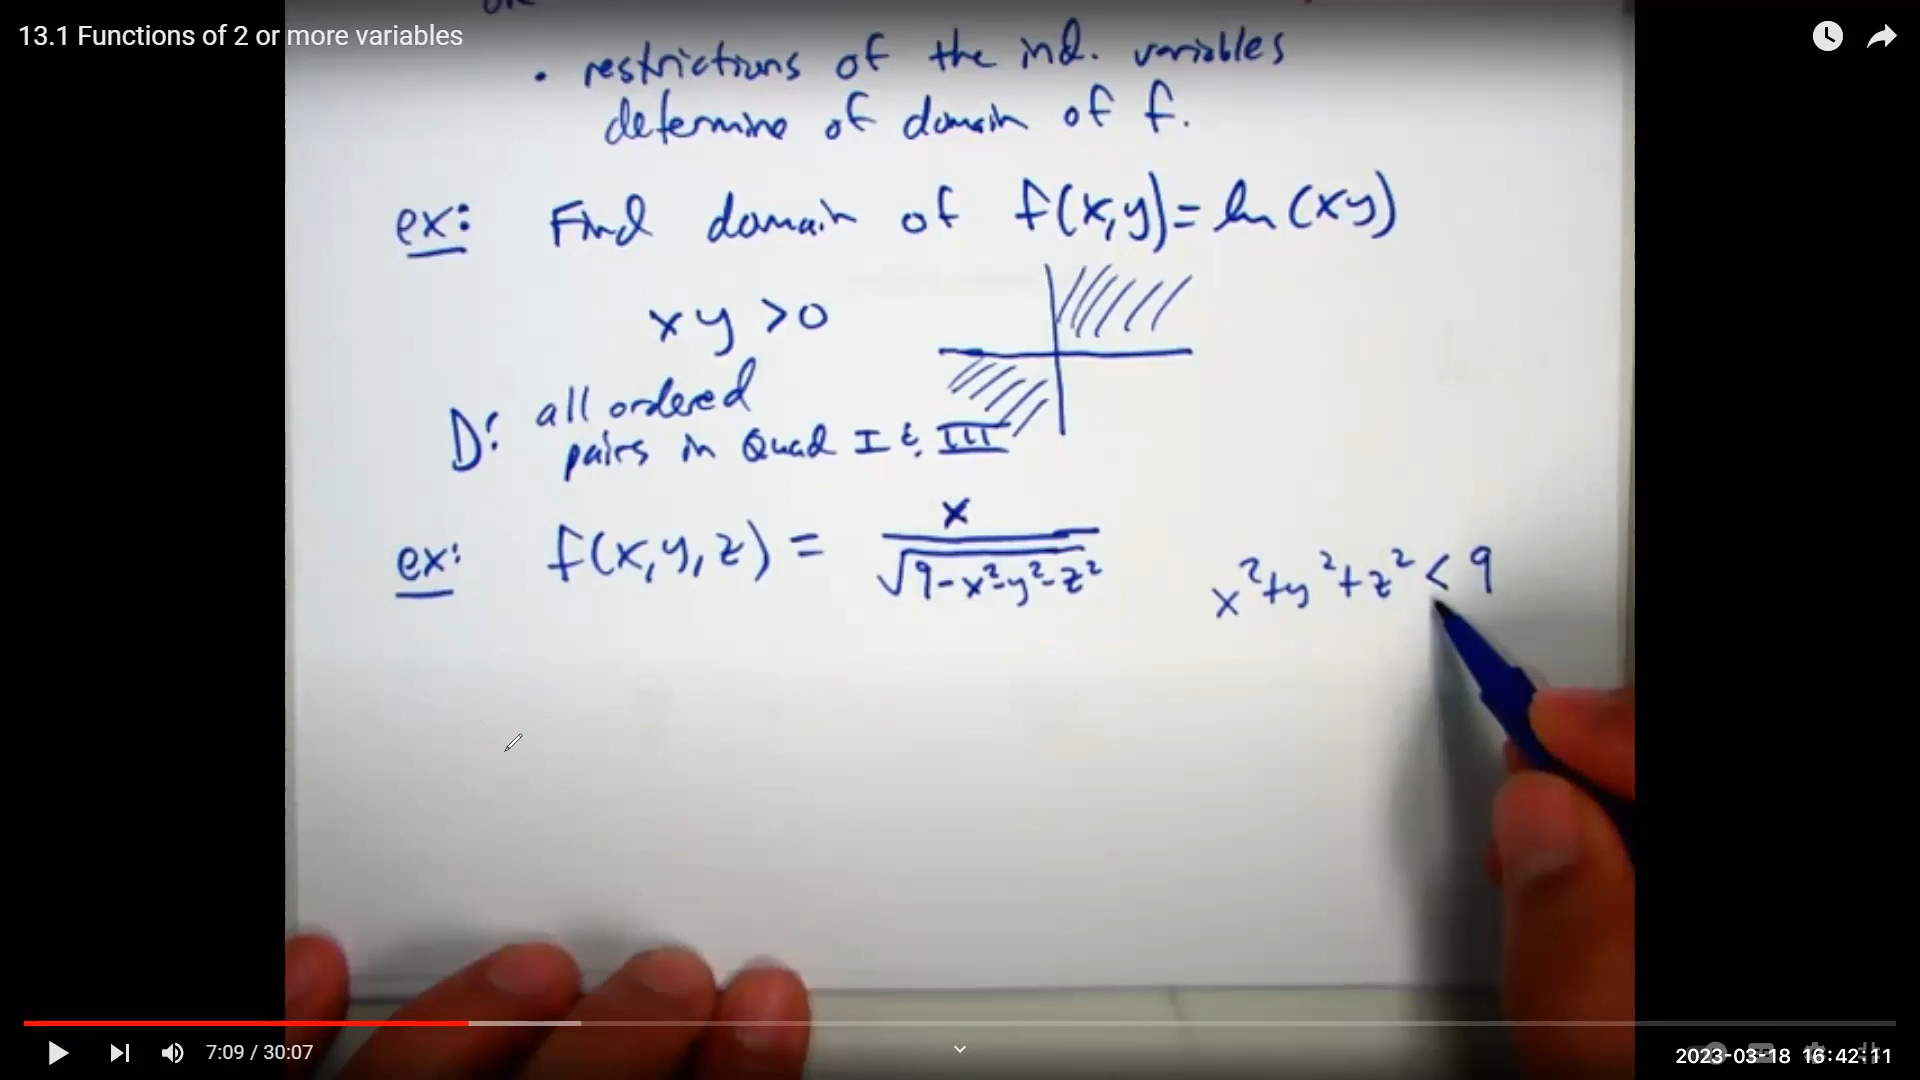 13.1 Functions of 2 or more variables
• restrictions of the ind. variables
determine of domain of f.
ex: Find domain of f(x,y)= ln(xy)
xy >0
D: all ordered
pairs in Quad I & III
ex: f(x,y,z) = x / √9-x²-y²-z²
x²+y²+z² < 9
7:09 / 30:07
2023-03-18 16:42:11